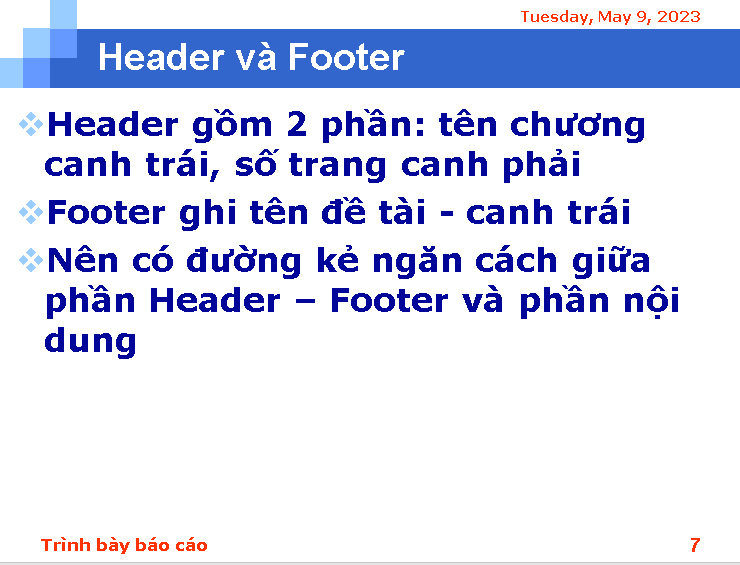 Tuesday, May 9, 2023
Header và Footer
Header gồm 2 phần: tên chương
canh trái, số trang canh phải
Footer ghi tên đề tài - canh trái
Nên có đường kẻ ngăn cách giữa
phần Header – Footer và phần nội
dung
Trình bày báo cáo
7